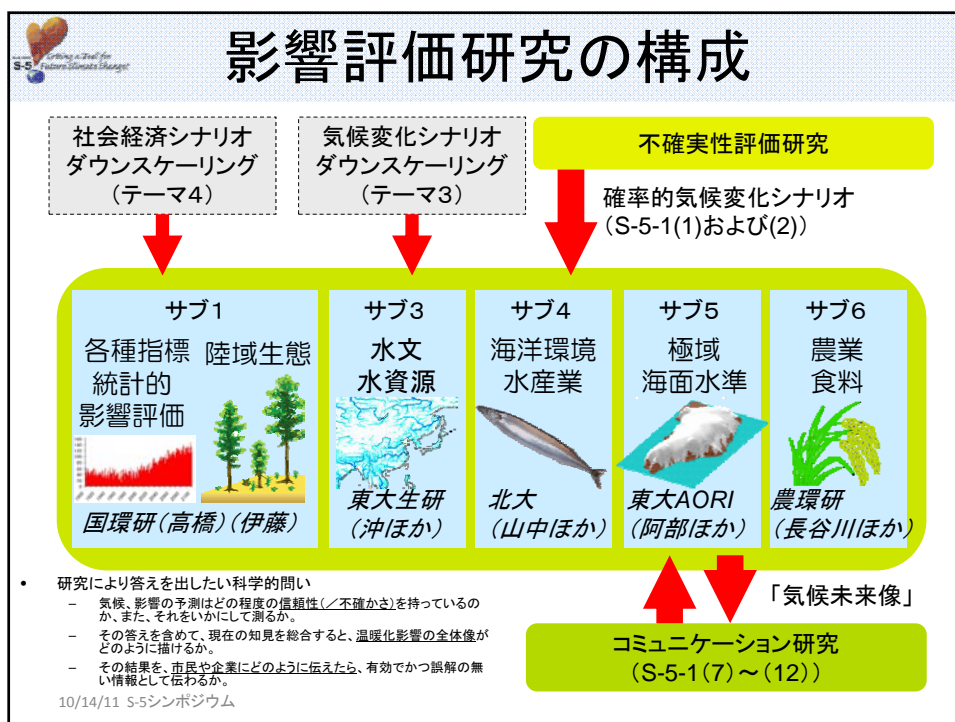 影響評価研究の構成
S-5
Getting a Feel for
Future Climate Change!
社会経済シナリオ
ダウンスケーリング
（テーマ４）
気候変化シナリオ
ダウンスケーリング
（テーマ３）
不確実性評価研究
確率的気候変化シナリオ
（S-5-1(1)および(2)）
サブ１
各種指標
統計的
影響評価
陸域生態
国環研（高橋）（伊藤）
サブ３
水文
水資源
東大生研
（沖ほか）
サブ４
海洋環境
水産業
北大
（山中ほか）
サブ５
極域
海面水準
東大AORI
（阿部ほか）
サブ６
農業
食料
農環研
（長谷川ほか）
• 研究により答えを出したい科学的問い
– 気候、影響の予測はどの程度の信頼性（／不確かさ）を持っているの
か、また、それをいかにして測るか。
– その答えを含めて、現在の知見を総合すると、温暖化影響の全体像が
どのように描けるか。
– その結果を、市民や企業にどのように伝えたら、有効でかつ誤解の無
い情報として伝わるか。
「気候未来像」
コミュニケーション研究
（S-5-1（7）～（12））
10/14/11 S-5シンポジウム